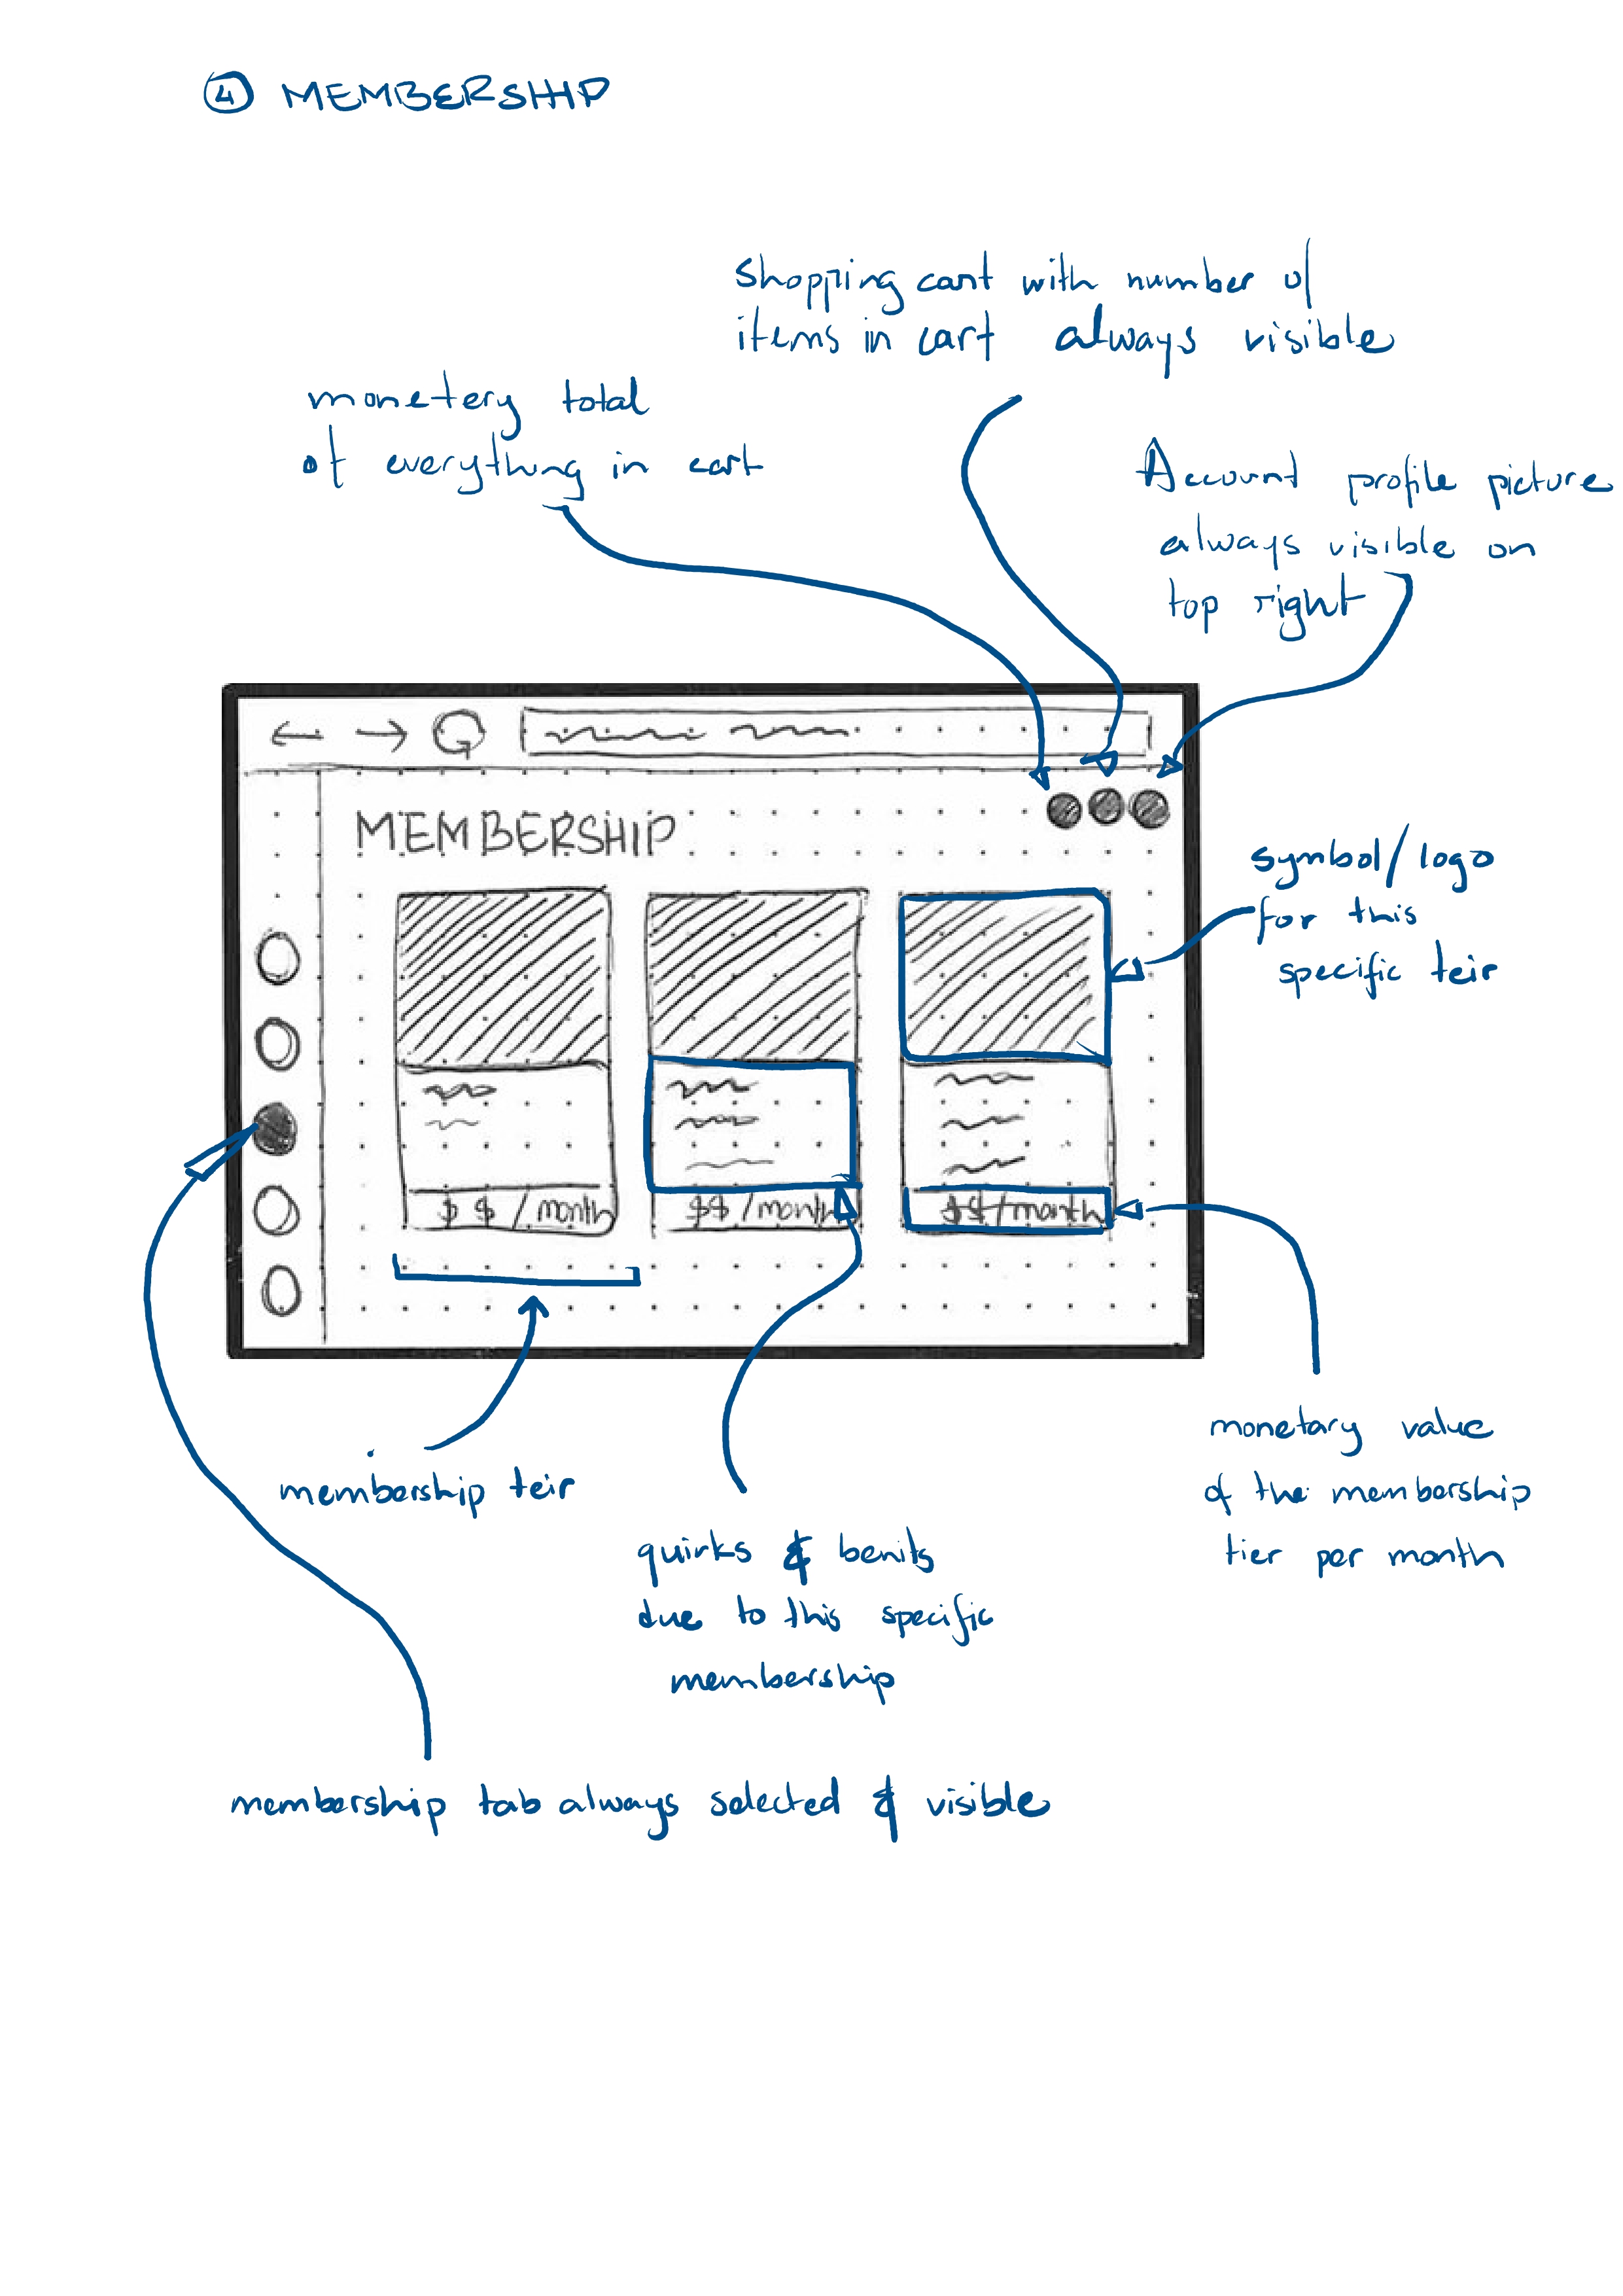 4 MEMBERSHIP
shopping cart with number of
items in cart always visible
monetery total
of everything in cart
Account profile picture
always visible on
top right
MEMBERSHIP
symbol/logo
for this
specific teir
$$/month
$$/month
$$/month
membership teir
monetary value
of the membership
tier per month
quirks & benits
due to this specific
membership
membership tab always selected & visible